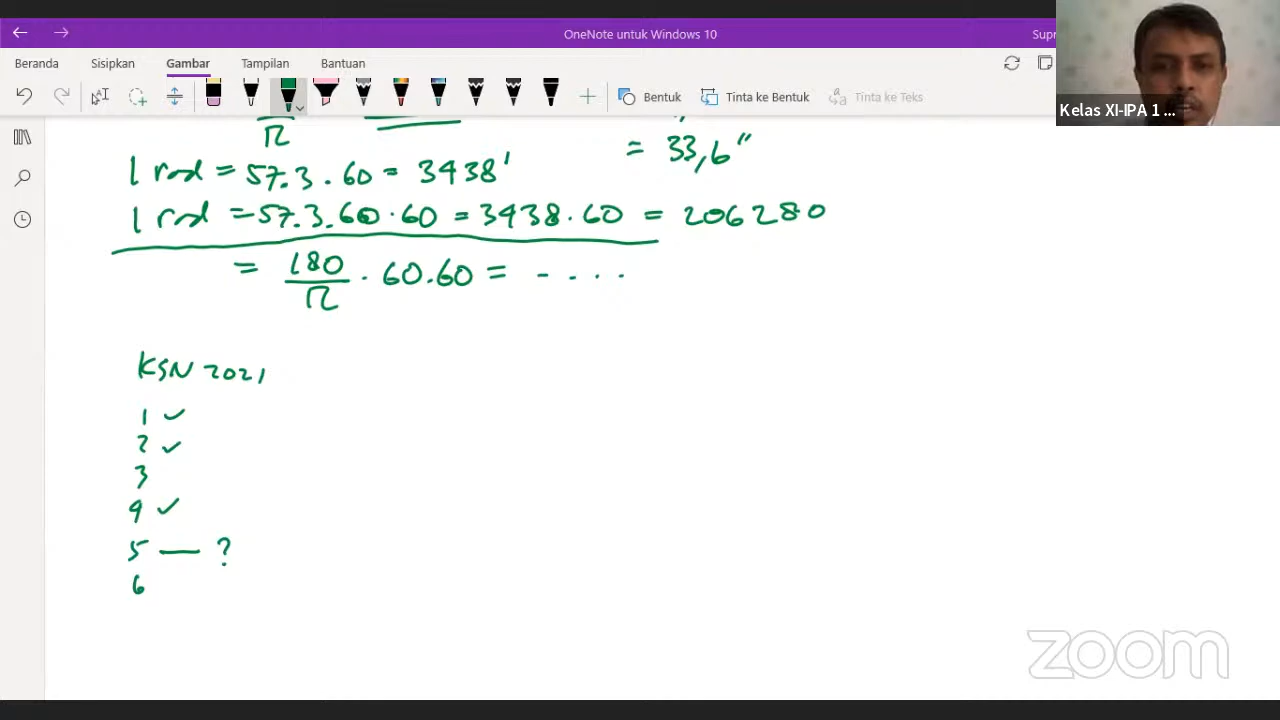 OneNote untuk Windows 10
Supr
Beranda Sisipkan Gambar Tampilan Bantuan
Bentuk Tinta ke Bentuk Tinta ke Teks
Kelas XI-IPA 1 ...
π
= 33,6"
1 rad = 57.3 . 60 = 3438'
1 rad = 57.3.60 . 60 = 3438 . 60 = 206280
= 180/π . 60.60 = - . . .
KSN 2021
1 ✓
2 ✓
3
4 ✓
5 — ?
6
zoom